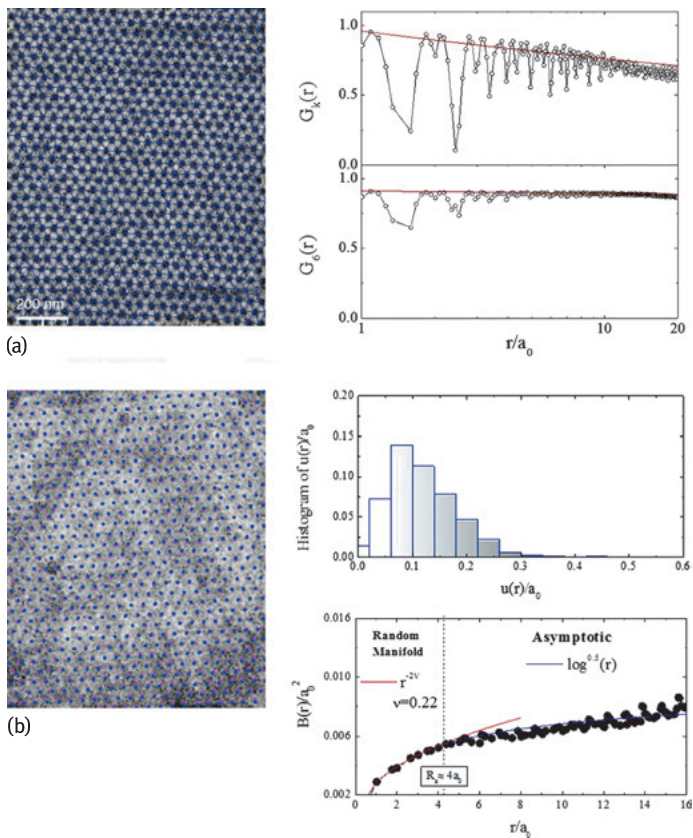 200 nm
(a)
1.0
0.5
0.0
G_k(r)
1.0
0.5
0.0
G_6(r)
1
10
20
r/a_0
(b)
0.20
0.15
0.10
0.05
0.00
Histogram of u(r)/a_0
0.0
0.1
0.2
0.3
0.4
0.5
0.6
u(r)/a_0
0.016
0.010
0.006
0.002
B(r)/a_0^2
Random
Manifold
r^-2ν
ν=0.22
Asymptotic
log^0.5(r)
R_a≈4a_0
0
2
4
6
8
10
12
14
16
r/a_0